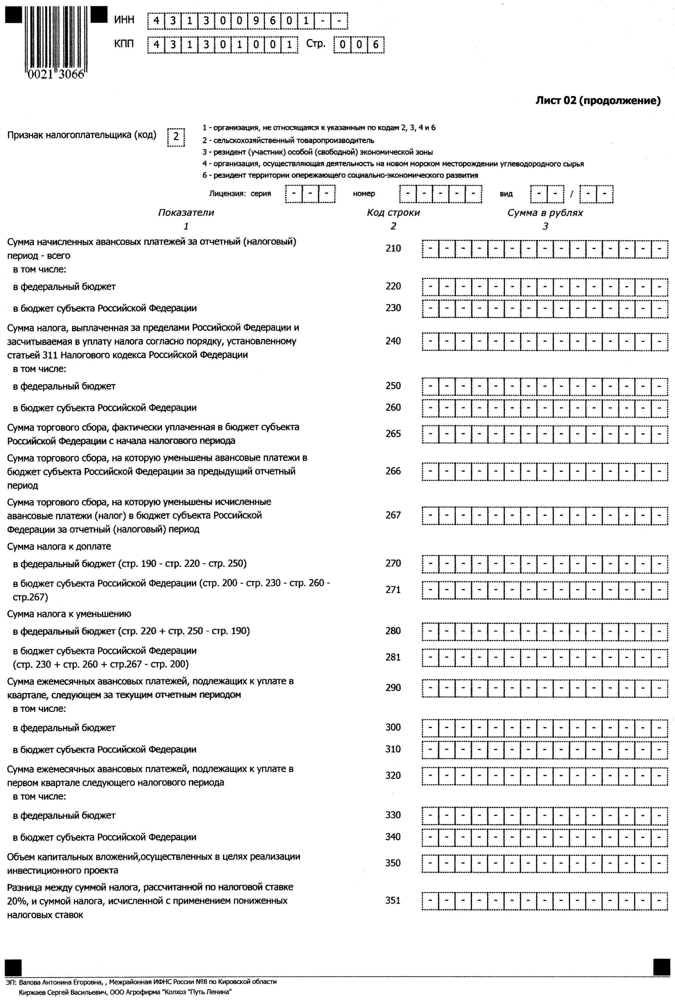 ИНН 4313009601--
КПП 431301001 Стр. 006
0021 3066
Лист 02 (продолжение)
Признак налогоплательщика (код) 2
1 - организация, не относящаяся к указанным по кодам 2, 3, 4 и 6
2 - сельскохозяйственный товаропроизводитель
3 - резидент (участник) особой (свободной) экономической зоны
4 - организация, осуществляющая деятельность на новом морском месторождении углеводородного сырья
6 - резидент территории опережающего социально-экономического развития
Лицензия: серия - - - номер - - - - - вид - - / - -
Показатели Код строки Сумма в рублях
1 2 3
Сумма начисленных авансовых платежей за отчетный (налоговый)
период - всего 210 - - - - - - - - - - - - - - -
в том числе:
в федеральный бюджет 220 - - - - - - - - - - - - - - -
в бюджет субъекта Российской Федерации 230 - - - - - - - - - - - - - - -
Сумма налога, выплаченная за пределами Российской Федерации и
засчитываемая в уплату налога согласно порядку, установленному 240 - - - - - - - - - - - - - - -
статьей 311 Налогового кодекса Российской Федерации
в том числе:
в федеральный бюджет 250 - - - - - - - - - - - - - - -
в бюджет субъекта Российской Федерации 260 - - - - - - - - - - - - - - -
Сумма торгового сбора, фактически уплаченная в бюджет субъекта
Российской Федерации с начала налогового периода 265 - - - - - - - - - - - - - - -
Сумма торгового сбора, на которую уменьшены авансовые платежи в
бюджет субъекта Российской Федерации за предыдущий отчетный 266 - - - - - - - - - - - - - - -
период
Сумма торгового сбора, на которую уменьшены исчисленные
авансовые платежи (налог) в бюджет субъекта Российской 267 - - - - - - - - - - - - - - -
Федерации за отчетный (налоговый) период
Сумма налога к доплате
в федеральный бюджет (стр. 190 - стр. 220 - стр. 250) 270 - - - - - - - - - - - - - - -
в бюджет субъекта Российской Федерации (стр. 200 - стр. 230 - стр. 260 -
стр.267) 271 - - - - - - - - - - - - - - -
Сумма налога к уменьшению
в федеральный бюджет (стр. 220 + стр. 250 - стр. 190) 280 - - - - - - - - - - - - - - -
в бюджет субъекта Российской Федерации
(стр. 230 + стр. 260 + стр.267 - стр. 200) 281 - - - - - - - - - - - - - - -
Сумма ежемесячных авансовых платежей, подлежащих к уплате в
квартале, следующем за текущим отчетным периодом 290 - - - - - - - - - - - - - - -
в том числе:
в федеральный бюджет 300 - - - - - - - - - - - - - - -
в бюджет субъекта Российской Федерации 310 - - - - - - - - - - - - - - -
Сумма ежемесячных авансовых платежей, подлежащих к уплате в
первом квартале следующего налогового периода 320 - - - - - - - - - - - - - - -
в том числе:
в федеральный бюджет 330 - - - - - - - - - - - - - - -
в бюджет субъекта Российской Федерации 340 - - - - - - - - - - - - - - -
Объем капитальных вложений,осуществленных в целях реализации
инвестиционного проекта 350 - - - - - - - - - - - - - - -
Разница между суммой налога, рассчитанной по налоговой ставке
20%, и суммой налога, исчисленной с применением пониженных 351 - - - - - - - - - - - - - - -
налоговых ставок
ЭП: Валова Антонина Егоровна, , Межрайонная ИФНС России №8 по Кировской области
Киржаев Сергей Васильевич, ООО Агрофирма "Колхоз "Путь Ленина"